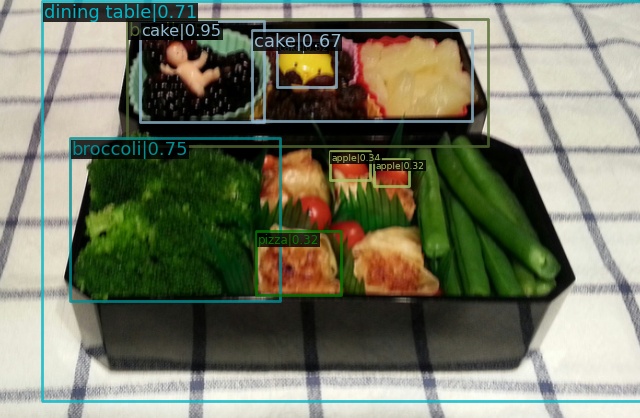 dining table|0.71
b
cake|0.95
cake|0.67
broccoli|0.75
apple|0.34
apple|0.32
pizza|0.32